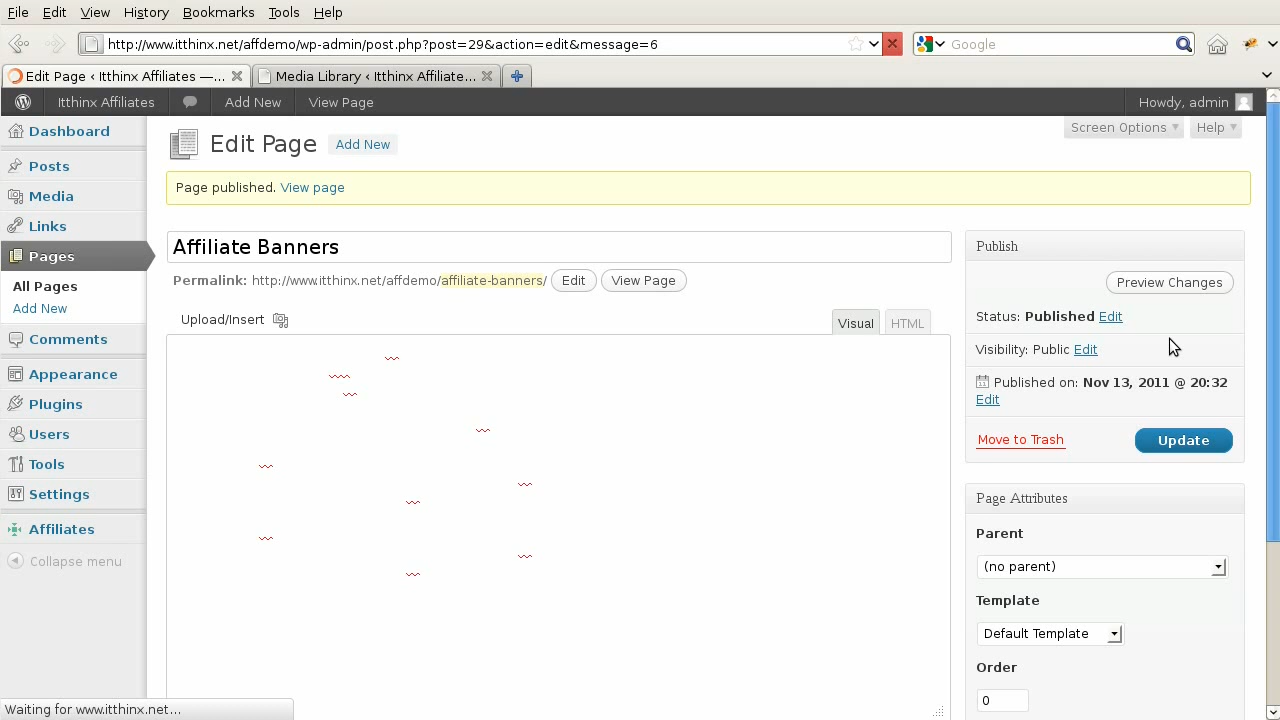 File Edit View History Bookmarks Tools Help
http://www.itthinx.net/affdemo/wp-admin/post.php?post=29&action=edit&message=6
Google
Edit Page ‹ Itthinx Affiliates —...
Media Library ‹ Itthinx Affiliate...
Itthinx Affiliates Add New View Page Howdy, admin
Dashboard
Posts
Media
Links
Pages
All Pages
Add New
Comments
Appearance
Plugins
Users
Tools
Settings
Affiliates
Collapse menu
Screen Options Help
Edit Page Add New
Page published. View page
Affiliate Banners
Permalink: http://www.itthinx.net/affdemo/affiliate-banners/ Edit View Page
Upload/Insert Visual HTML
Publish
Preview Changes
Status: Published Edit
Visibility: Public Edit
Published on: Nov 13, 2011 @ 20:32
Edit
Move to Trash Update
Page Attributes
Parent
(no parent)
Template
Default Template
Order
0
Waiting for www.itthinx.net...